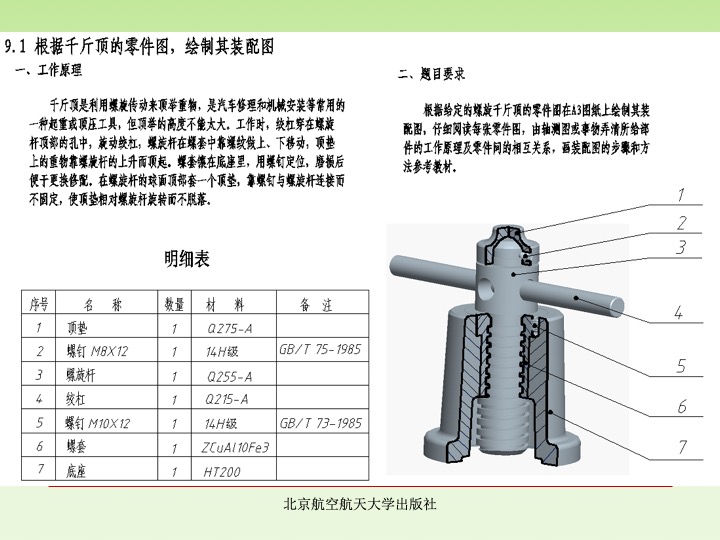 9.1 根据千斤顶的零件图，绘制其装配图
一、工作原理
千斤顶是利用螺旋传动来顶举重物，是汽车修理和机械安装等常用的
一种起重或顶压工具，但顶举的高度不能太大。工作时，绞杠穿在螺旋
杆顶部的孔中，旋动绞杠，螺旋杆在螺套中靠螺纹做上、下移动，顶垫
上的重物靠螺旋杆的上升而顶起。螺套镶在底座里，用螺钉定位，磨损后
便于更换修配。在螺旋杆的球面顶部套一个顶垫，靠螺钉与螺旋杆连接而
不固定，使顶垫相对螺旋杆旋转而不脱落。
二、题目要求
根据给定的螺旋千斤顶的零件图在A3图纸上绘制其装
配图。仔细阅读每张零件图，由轴测图或事物弄清所给部
件的工作原理及零件间的相互关系，画装配图的步骤和方
法参考教材。
明细表
序号 名 称 数量 材 料 备 注
1 顶垫 1 Q275-A
2 螺钉 M8X12 1 14H级 GB/T 75-1985
3 螺旋杆 1 Q255-A
4 绞杠 1 Q215-A
5 螺钉 M10X12 1 14H级 GB/T 73-1985
6 螺套 1 ZCuAl10Fe3
7 底座 1 HT200
1
2
3
4
5
6
7
北京航空航天大学出版社